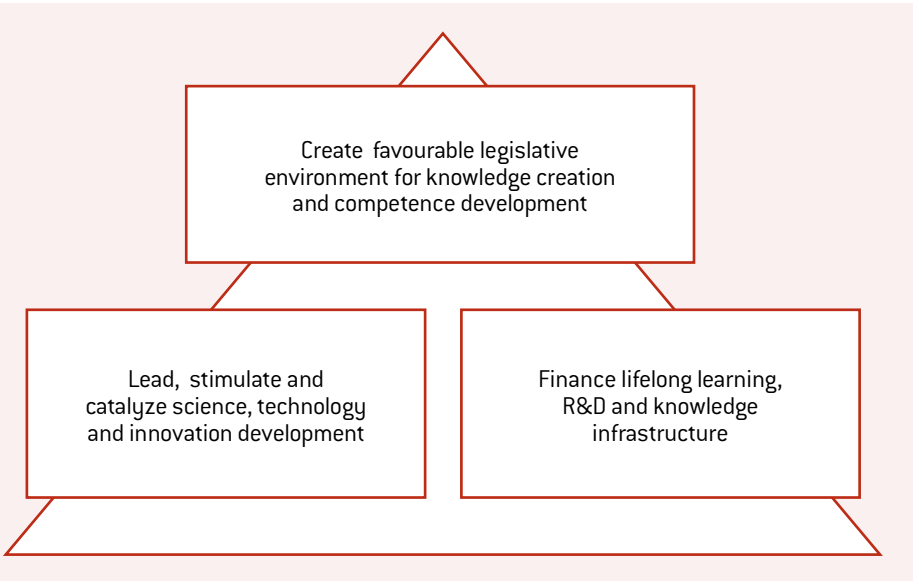 Create favourable legislative
environment for knowledge creation
and competence development
Lead, stimulate and
catalyze science, technology
and innovation development
Finance lifelong learning,
R&D and knowledge
infrastructure